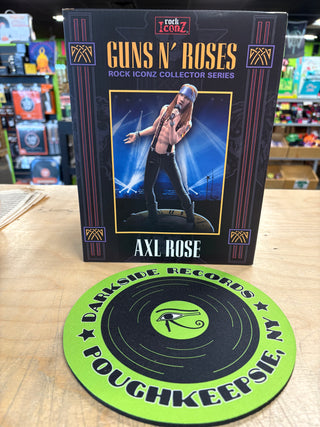 rock
Iconz
GUNS N' ROSES
ROCK ICONZ COLLECTOR SERIES
AXL ROSE
DARKSIDE RECORDS
POUGHKEEPSIE, NY